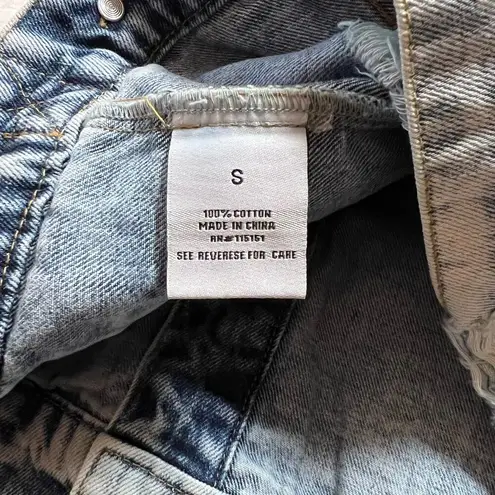 S
100% COTTON
MADE IN CHINA
RN# 115151
SEE REVERESE FOR CARE